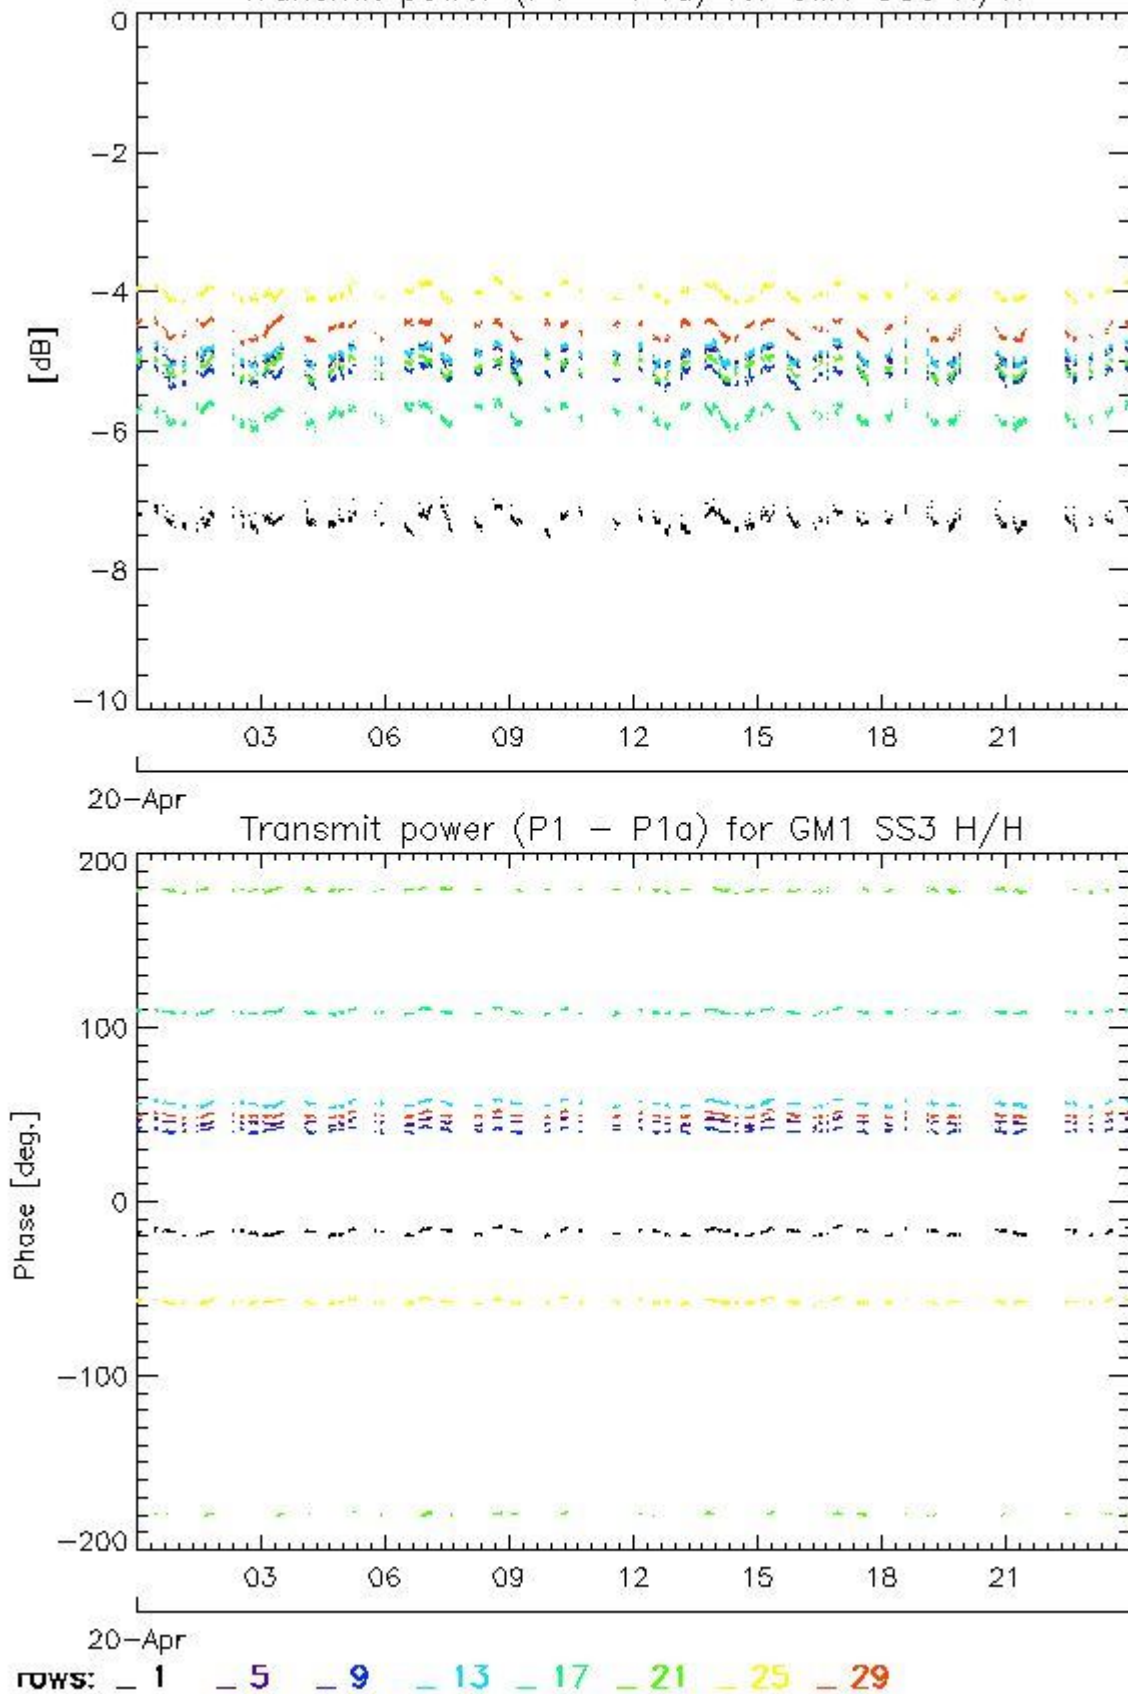 0
-2
-4
[dB]
-6
-8
-10
03 06 09 12 15 18 21
20-Apr
Transmit power (P1 - P1a) for GM1 SS3 H/H
200
100
Phase [deg.]
0
-100
-200
03 06 09 12 15 18 21
20-Apr
rows: _ 1 _ 5 _ 9 _ 13 _ 17 _ 21 _ 25 _ 29